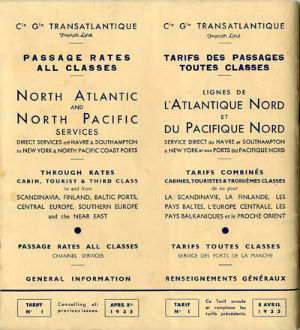 Cie Gle TRANSATLANTIQUE
French Line
PASSAGE RATES
ALL CLASSES
NORTH ATLANTIC
AND
NORTH PACIFIC
SERVICES
DIRECT SERVICES off HAVRE & SOUTHAMPTON
to NEW YORK & NORTH PACIFIC COAST PORTS
THROUGH RATES
CABIN, TOURIST & THIRD CLASS
to and from
SCANDINAVIA, FINLAND, BALTIC PORTS,
CENTRAL EUROPE, SOUTHERN EUROPE
and the NEAR EAST
PASSAGE RATES ALL CLASSES
CHANNEL SERVICES
GENERAL INFORMATION
TARIFF
N° 1
Cancelling all
previous issues.
APRIL 8th
1935
Cie Gle TRANSATLANTIQUE
French Line
TARIFS DES PASSAGES
TOUTES CLASSES
LIGNES DE
L'ATLANTIQUE NORD
ET
DU PACIFIQUE NORD
SERVICE DIRECT du HAVRE et SOUTHAMPTON
à NEW YORK et aux PORTS du PACIFIQUE NORD
TARIFS COMBINÉS
CABINES, TOURISTES & TROISIÈMES CLASSES
de ou pour
LA SCANDINAVIE, LA FINLANDE, LES
PAYS BALTES, L'EUROPE CENTRALE, LES
PAYS BALKANIQUES et le PROCHE ORIENT
TARIFS TOUTES CLASSES
SERVICE DES PORTS DE LA MANCHE
RENSEIGNEMENTS GÉNÉRAUX
TARIF
N° 1
Ce Tarif annule
et remplace les
tarifs précédents.
8 AVRIL
1935